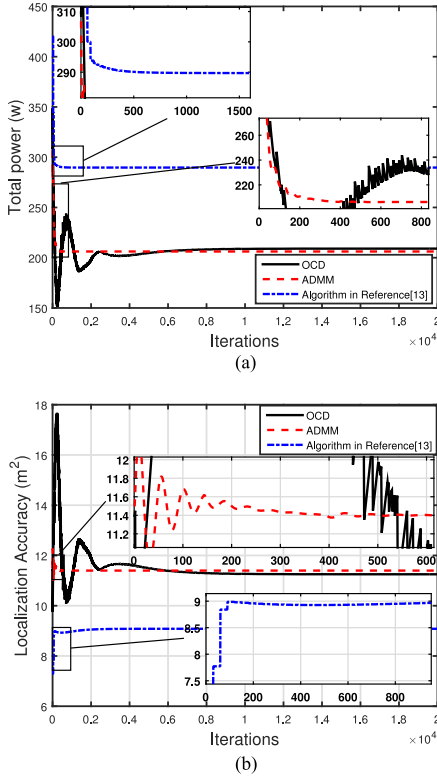 (a)
450
400
350
300
250
200
150
Total power (w)
310
300
290
0 500 1000 1500
260
240
220
0 200 400 600 800
OCD
ADMM
Algorithm in Reference[13]
0 0.2 0.4 0.6 0.8 1 1.2 1.4 1.6 1.8 20
×10⁴
Iterations
(a)
18
16
14
12
10
8
6
Localization Accuracy (m²)
OCD
ADMM
Algorithm in Reference[13]
12
11.8
11.6
11.4
11.2
0 100 200 300 400 500 600
9
8.5
8
7.5
200 400 600 800
0 0.2 0.4 0.6 0.8 1 1.2 1.4 1.6 1.8 20
×10⁴
Iterations
(b)